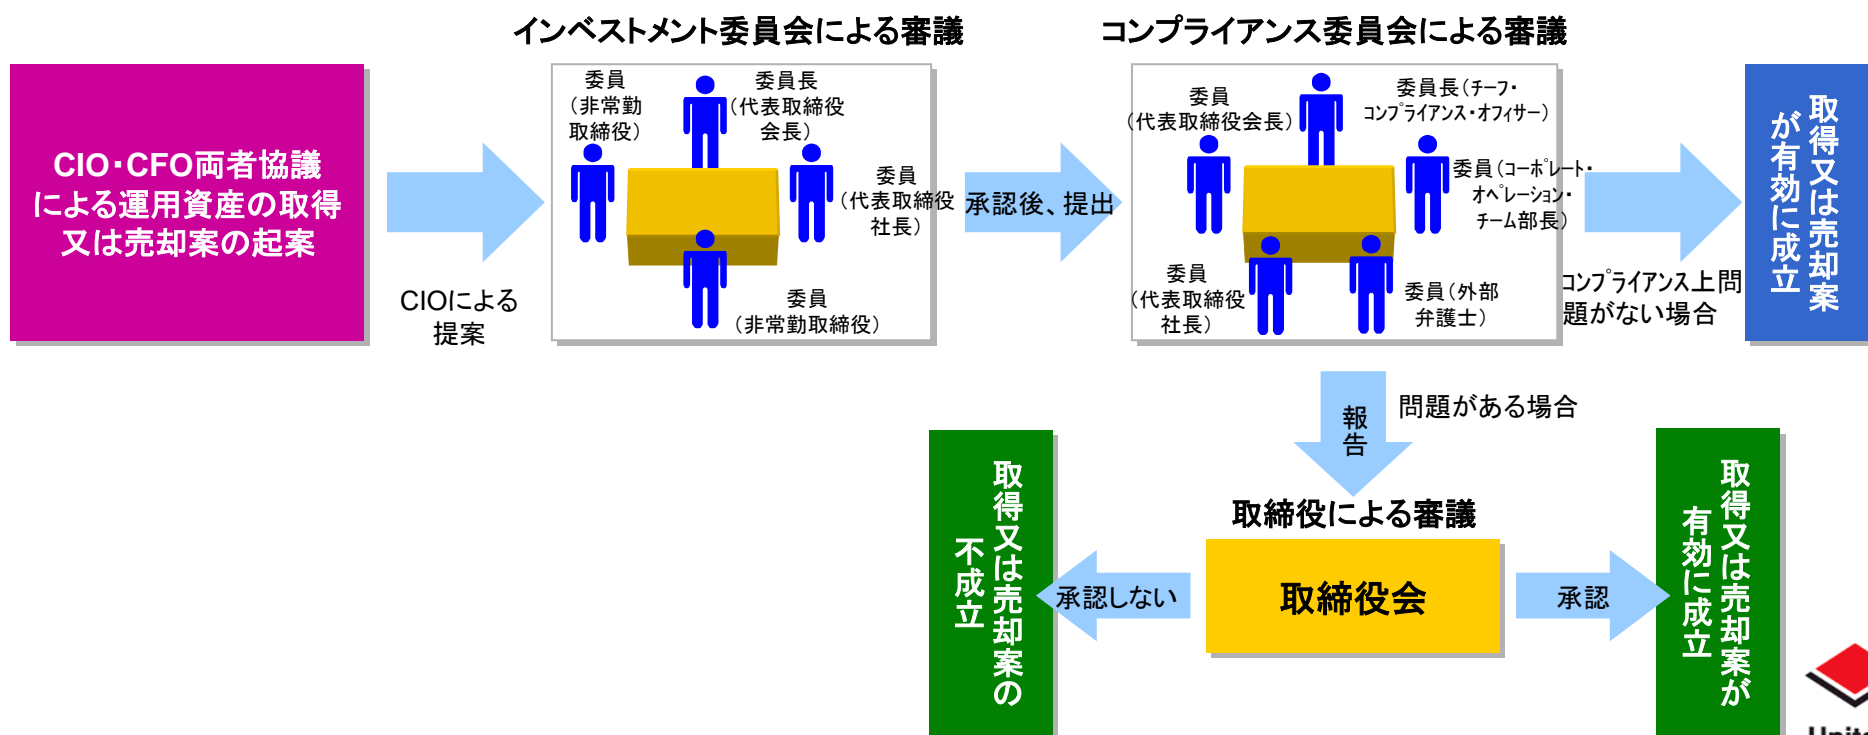 インベストメント委員会による審議
コンプライアンス委員会による審議
CIO・CFO両者協議
による運用資産の取得
又は売却案の起案
CIOによる
提案
委員
(非常勤
取締役)
委員長
(代表取締役
会長)
委員
(代表取締役
社長)
委員
(非常勤取締役)
承認後、提出
委員
(代表取締役会長)
委員長(チーフ・
コンプライアンス・オフィサー)
委員(コーポレート・
オペレーション・
チーム部長)
委員
(代表取締役
社長)
委員(外部
弁護士)
コンプライアンス上問
題がない場合
取得又は売却案
が有効に成立
報告
問題がある場合
取締役による審議
取締役会
承認しない
取得又は売却案の
不成立
承認
取得又は売却案が
有効に成立